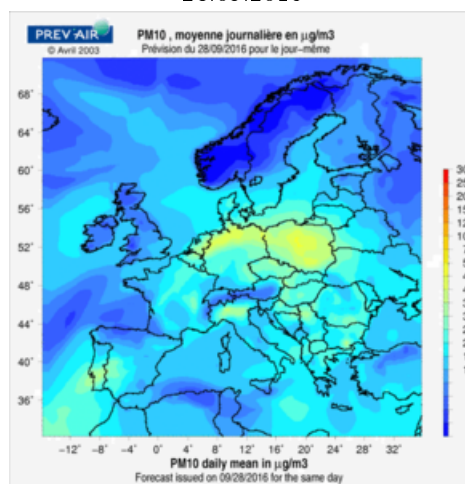 PREV'AIR
© Avril 2003
PM10 , moyenne journalière en µg/m3
Prévision du 28/09/2016 pour le jour-même
68°
64°
60°
56°
52°
48°
44°
40°
36°
−12° −8° −4° 0° 4° 8° 12° 16° 20° 24° 28° 32°
PM10 daily mean in µg/m3
Forecast issued on 09/28/2016 for the same day